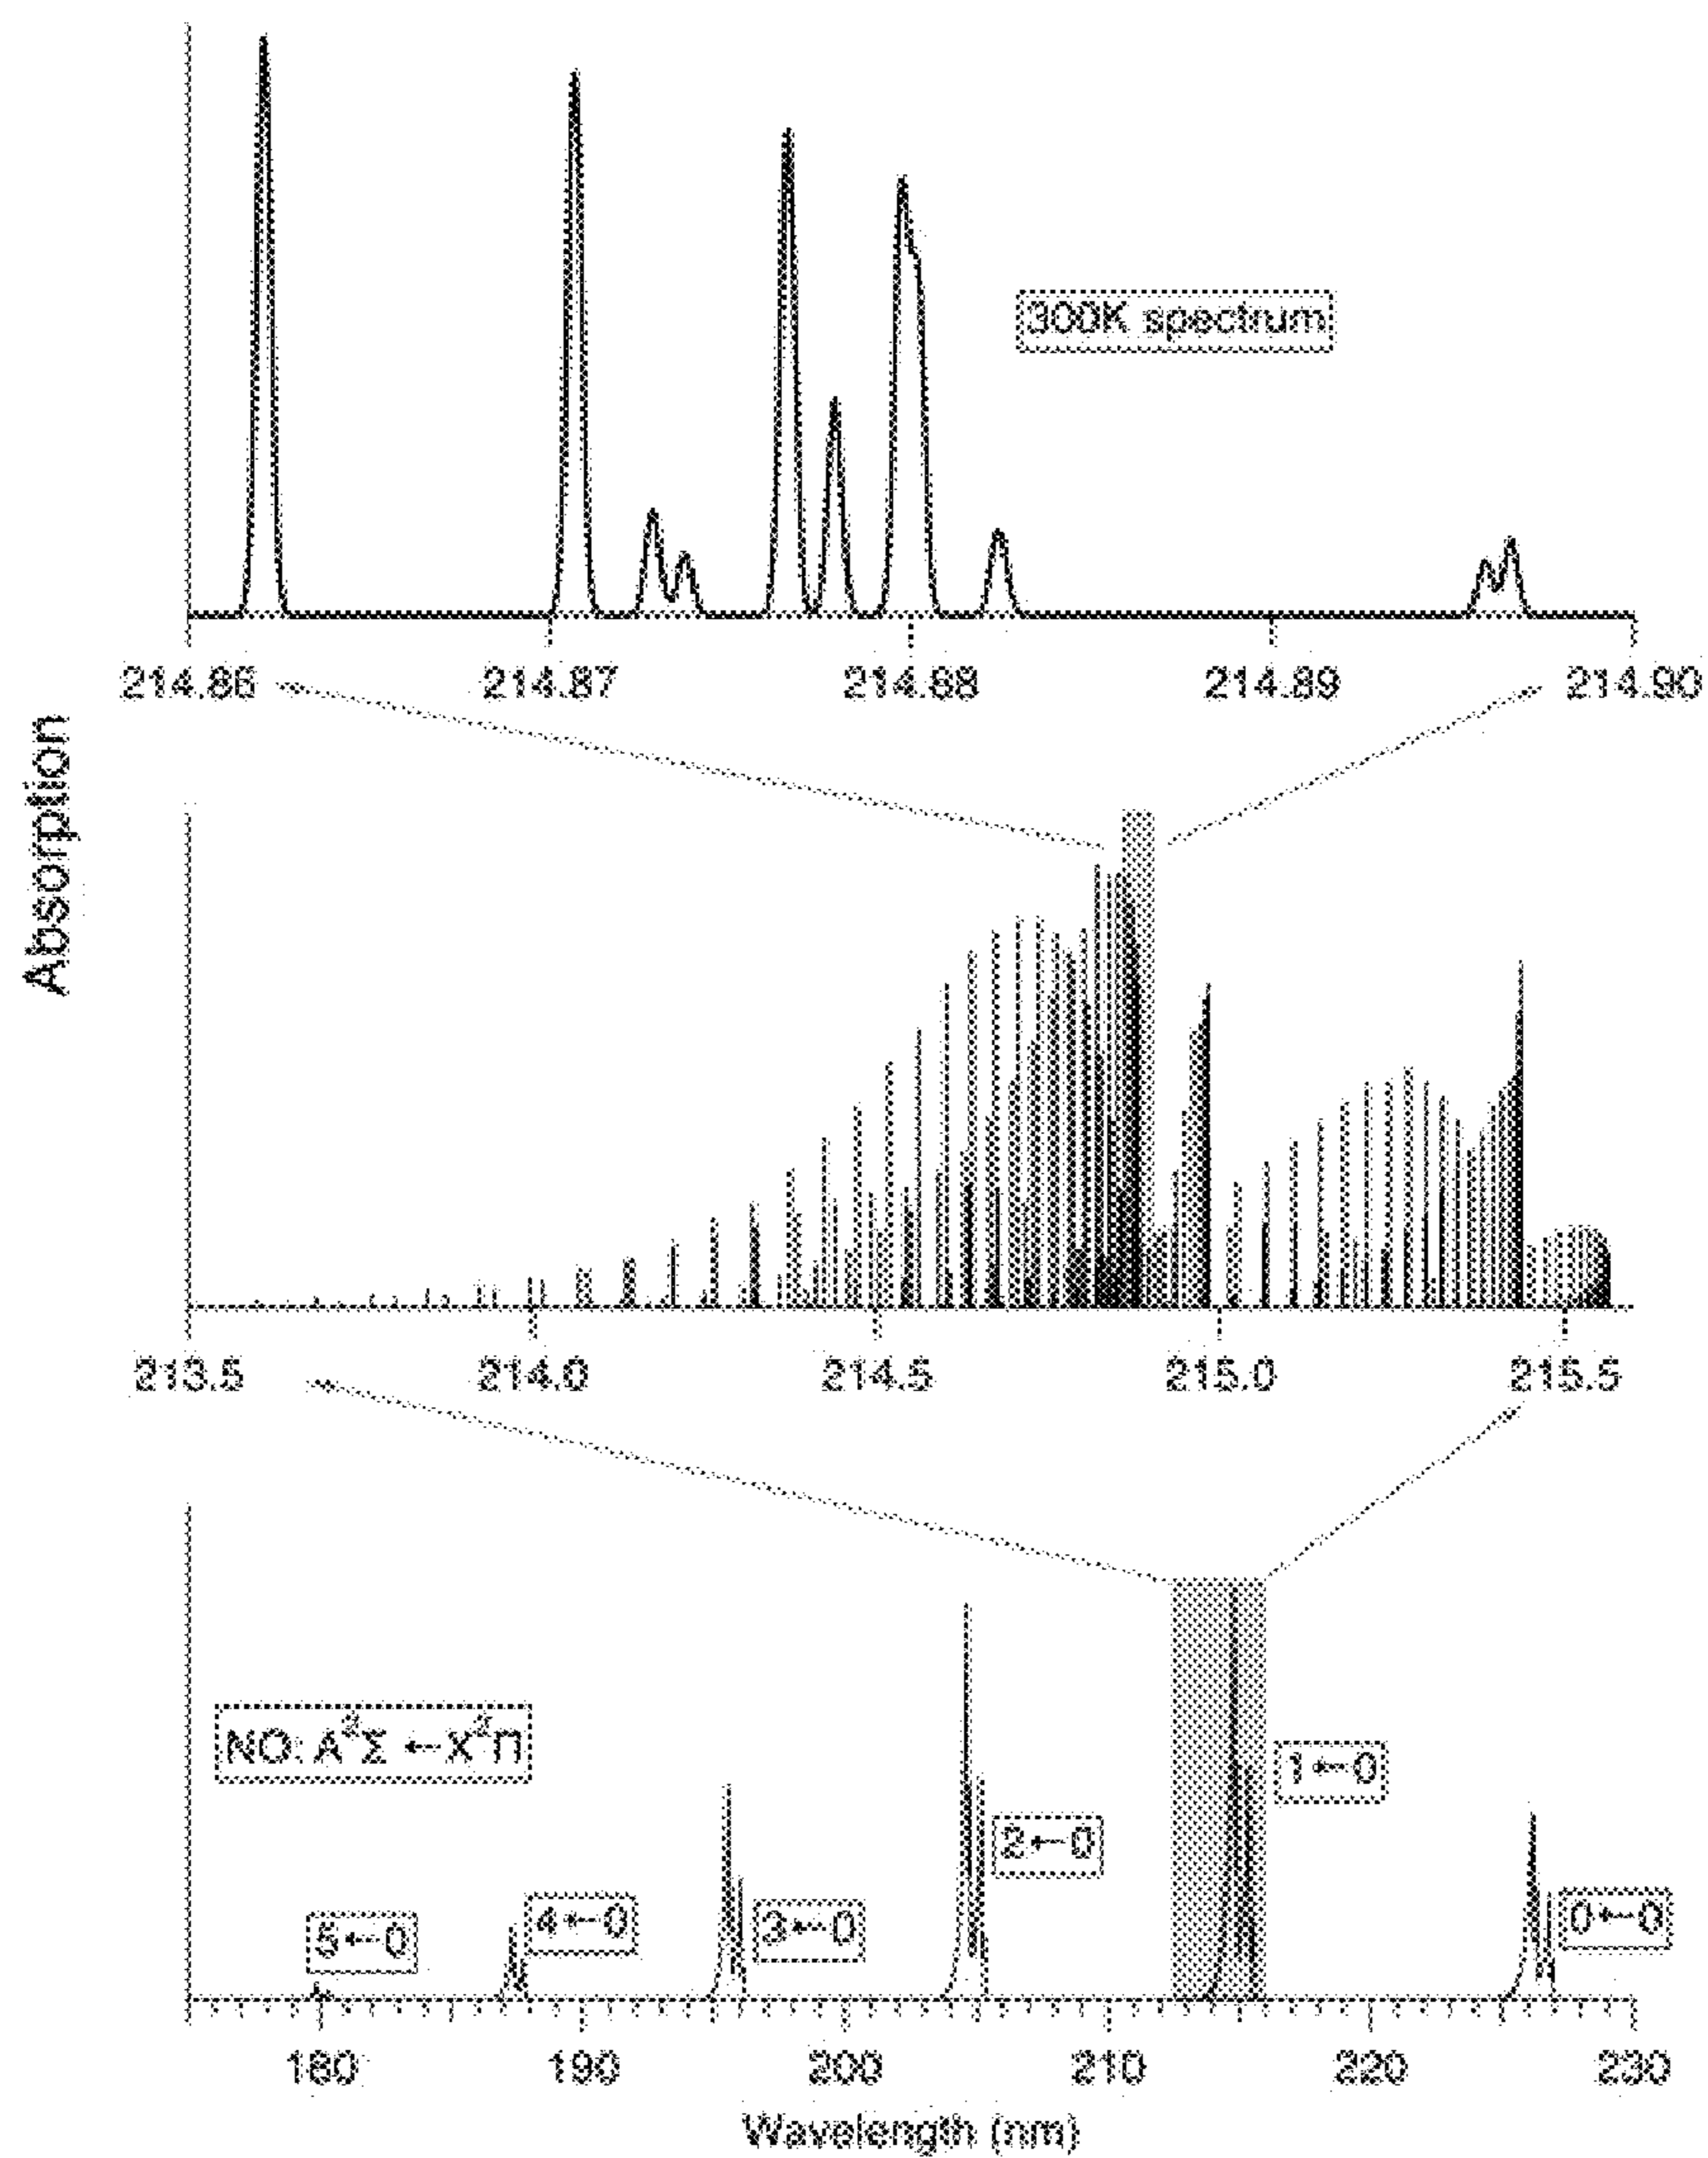 300K spectrum
214.86 214.87 214.88 214.89 214.90
Absorption
213.5 214.0 214.5 215.0 215.5
NO: A²Σ ←X²Π
1←0
2←0
5←0 4←0 3←0 0←0
180 190 200 210 220 230
Wavelength (nm)